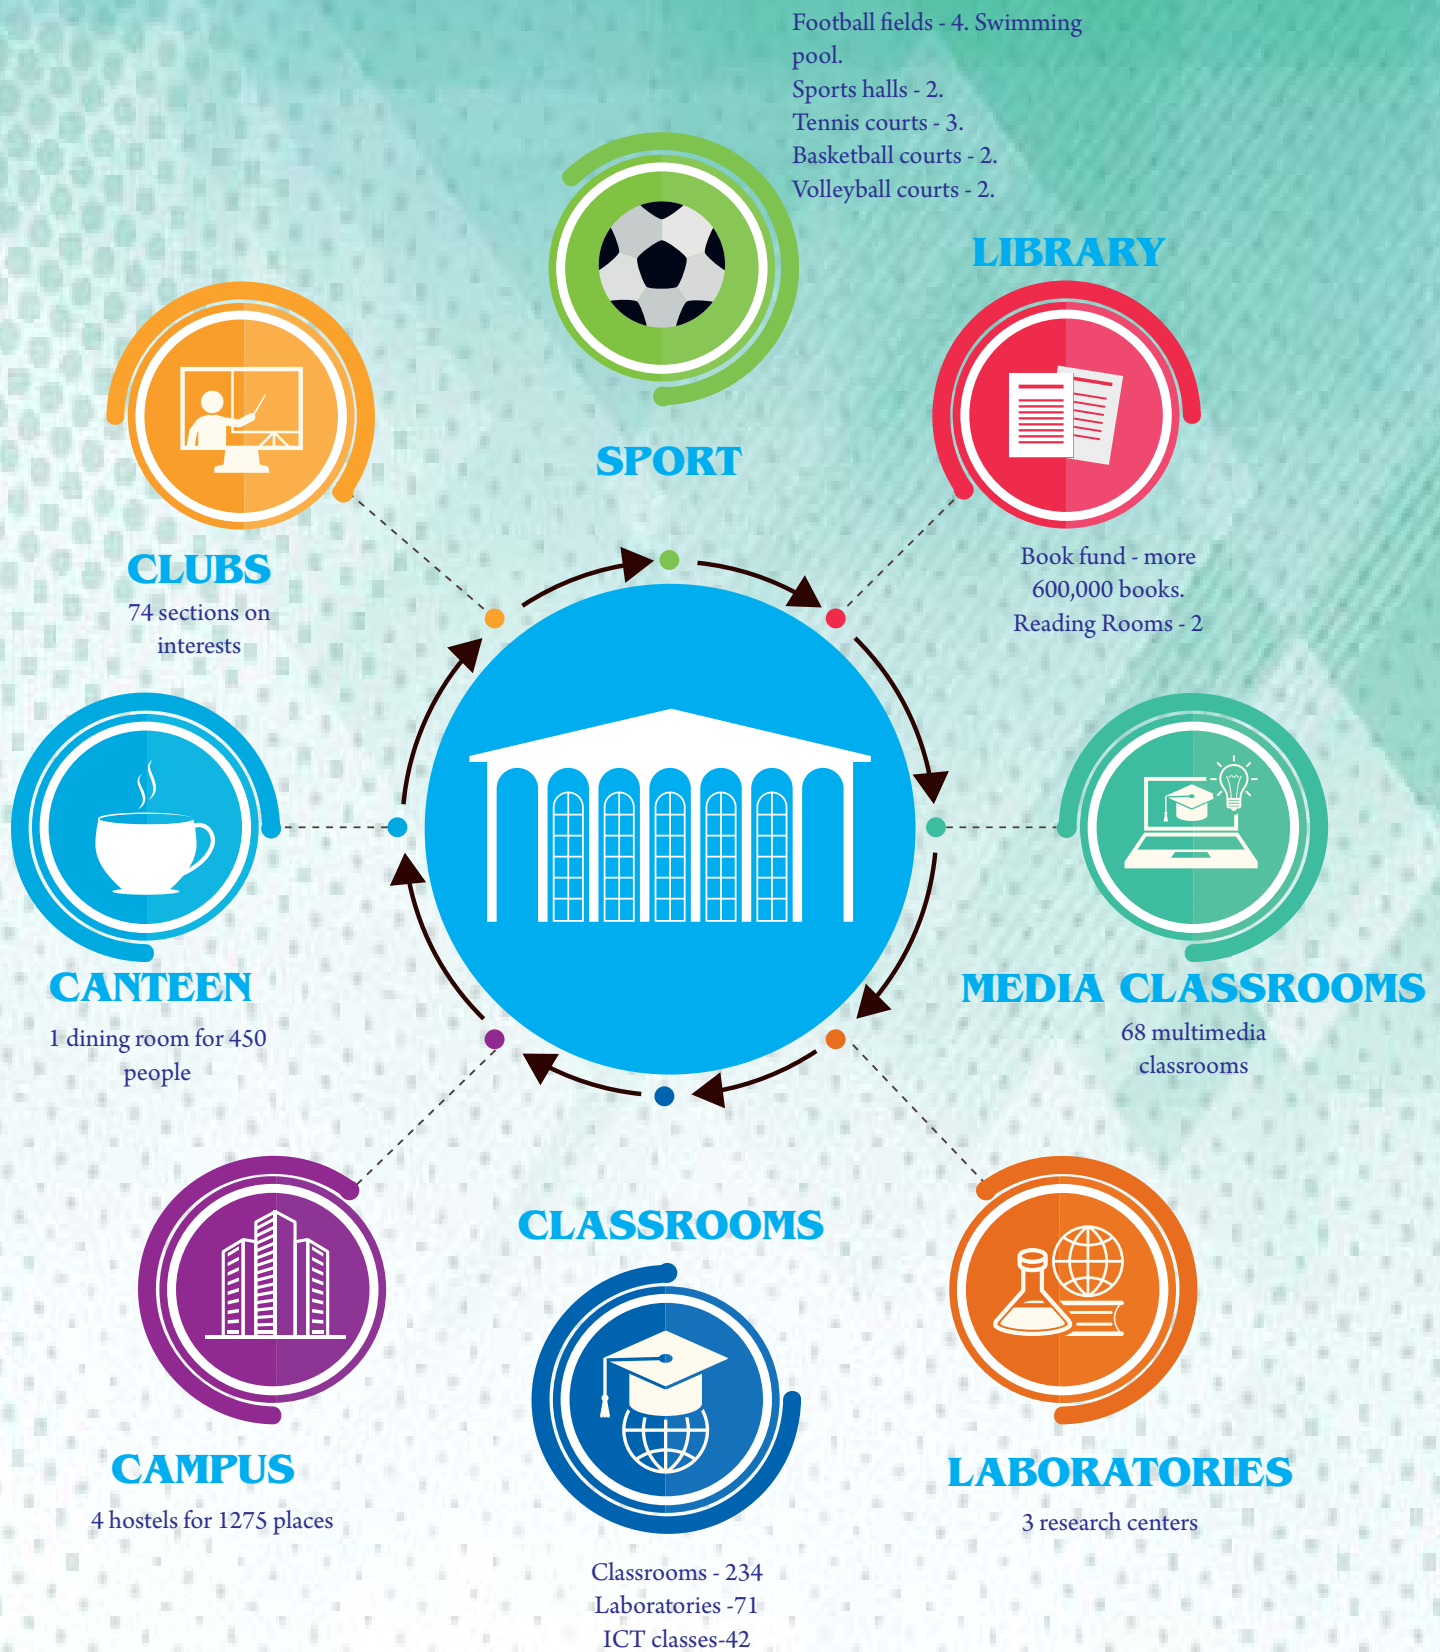 Football fields - 4. Swimming
pool.
Sports halls - 2.
Tennis courts - 3.
Basketball courts - 2.
Volleyball courts - 2.
SPORT
LIBRARY
Book fund - more
600,000 books.
Reading Rooms - 2
CLUBS
74 sections on
interests
CANTEEN
1 dining room for 450
people
MEDIA CLASSROOMS
68 multimedia
classrooms
CAMPUS
4 hostels for 1275 places
CLASSROOMS
Classrooms - 234
Laboratories -71
ICT classes-42
LABORATORIES
3 research centers